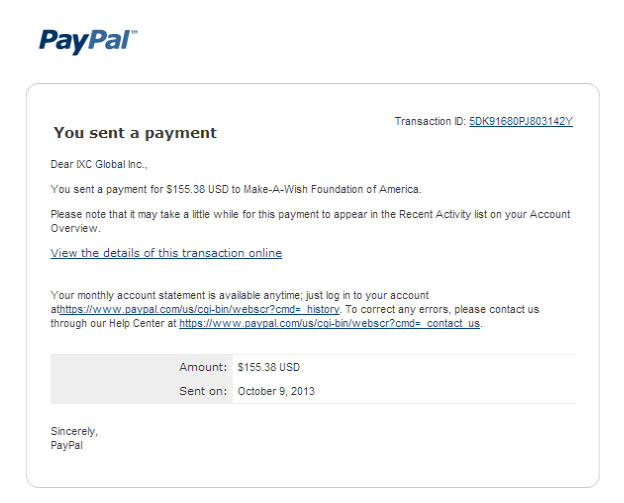 PayPal™
Transaction ID: 5DK91680PJ803142Y
You sent a payment
Dear IXC Global Inc.,
You sent a payment for $155.38 USD to Make-A-Wish Foundation of America.
Please note that it may take a little while for this payment to appear in the Recent Activity list on your Account
Overview.
View the details of this transaction online
Your monthly account statement is available anytime; just log in to your account
athttps://www.paypal.com/us/cgi-bin/webscr?cmd=_history. To correct any errors, please contact us
through our Help Center at https://www.paypal.com/us/cgi-bin/webscr?cmd=_contact_us.
Amount: $155.38 USD
Sent on: October 9, 2013
Sincerely,
PayPal